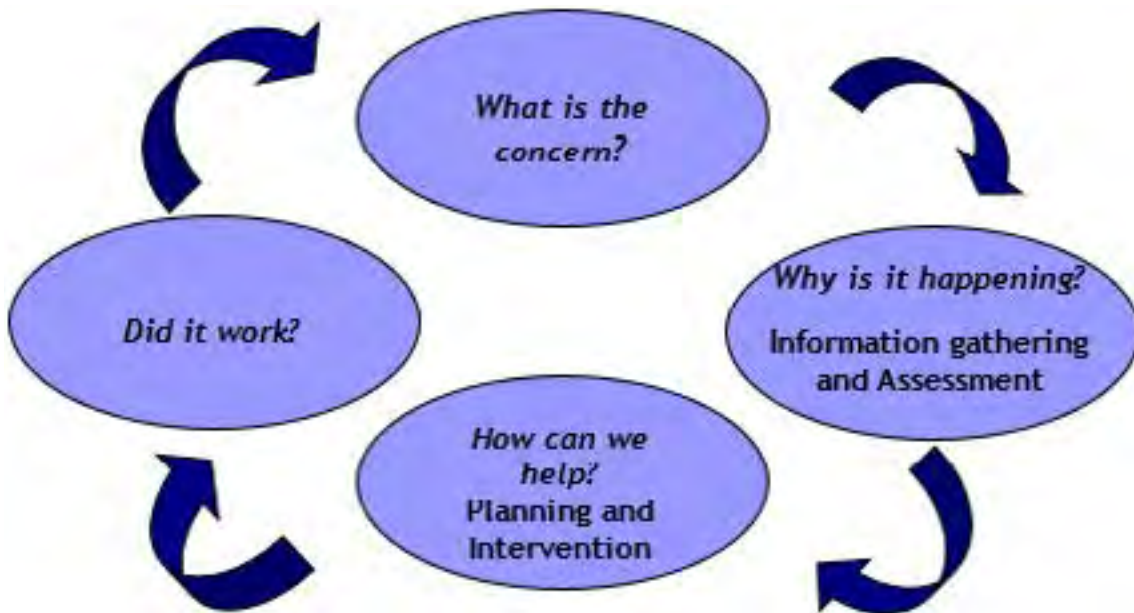 What is the
concern?
Why is it happening?
Information gathering
and Assessment
How can we
help?
Planning and
Intervention
Did it work?